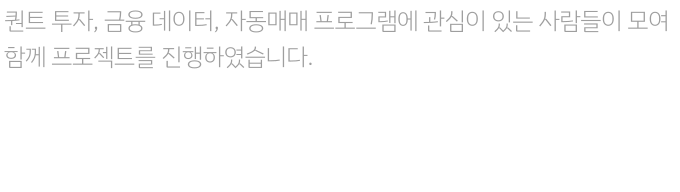 퀀트 투자, 금융 데이터, 자동매매 프로그램에 관심이 있는 사람들이 모여
함께 프로젝트를 진행하였습니다.